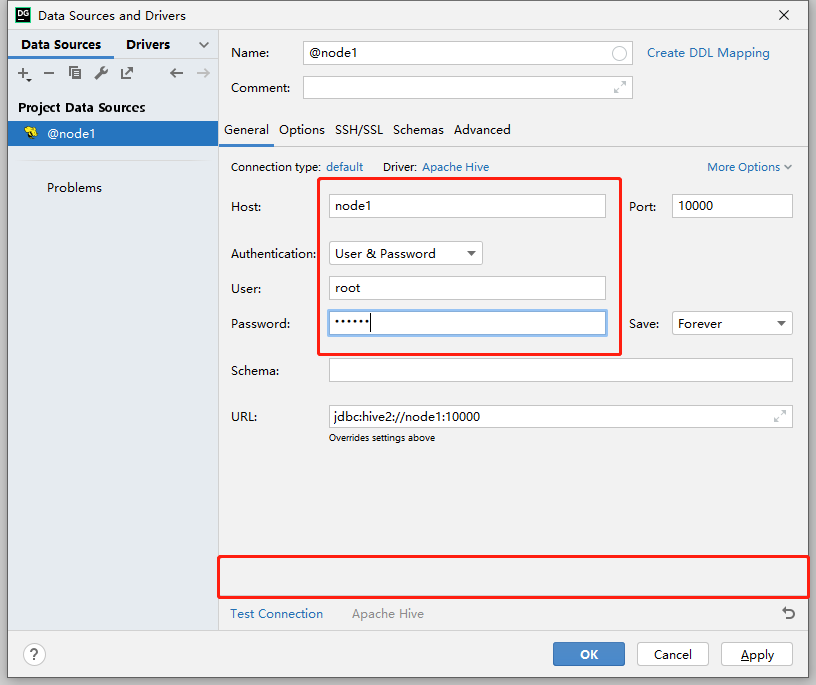 DG Data Sources and Drivers
Data Sources Drivers
Project Data Sources
@node1
Problems
Name: @node1 Create DDL Mapping
Comment:
General Options SSH/SSL Schemas Advanced
Connection type: default Driver: Apache Hive More Options
Host: node1 Port: 10000
Authentication: User & Password
User: root
Password: •••••• Save: Forever
Schema:
URL: jdbc:hive2://node1:10000
Overrides settings above
Test Connection Apache Hive
? OK Cancel Apply